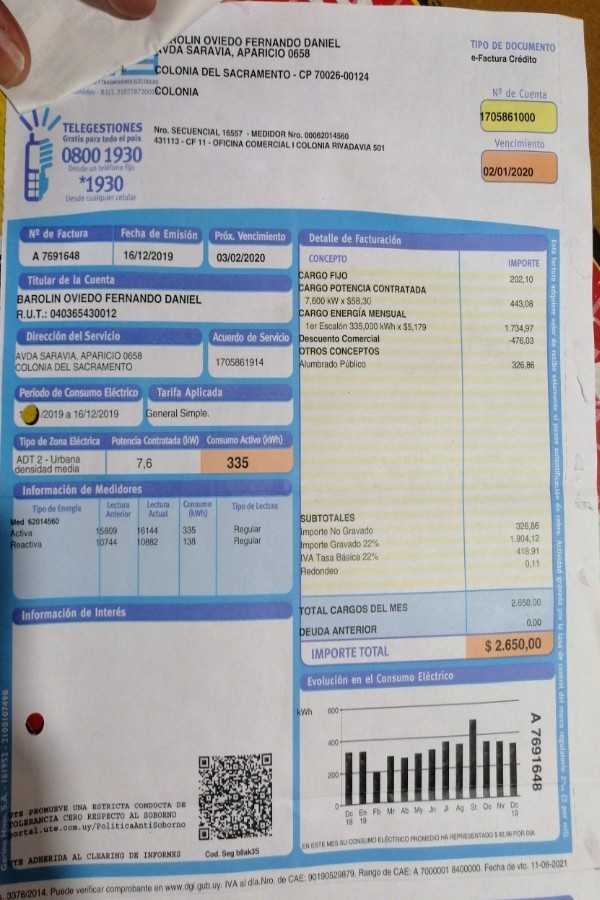 BAROLIN OVIEDO FERNANDO DANIEL
AVDA SARAVIA, APARICIO 0658
COLONIA DEL SACRAMENTO - CP 70026-00124
COLONIA
TIPO DE DOCUMENTO
e-Factura Crédito
Nº de Cuenta
1705861000
Vencimiento
02/01/2020
TELEGESTIONES
Gratis para todo el país
0800 1930
Desde un teléfono fijo
*1930
Desde cualquier celular
Nro. SECUENCIAL 16557 - MEDIDOR Nro. 00062014560
431113 - CF 11 - OFICINA COMERCIAL I COLONIA RIVADAVIA 501
Nº de Factura
Fecha de Emisión
Próx. Vencimiento
A 7691648
16/12/2019
03/02/2020
Titular de la Cuenta
BAROLIN OVIEDO FERNANDO DANIEL
R.U.T.: 040365430012
Dirección del Servicio
Acuerdo de Servicio
AVDA SARAVIA, APARICIO 0658
COLONIA DEL SACRAMENTO
1705861914
Período de Consumo Eléctrico
Tarifa Aplicada
/2019 a 16/12/2019
General Simple.
Tipo de Zona Eléctrica
Potencia Contratada (kW)
Consumo Activo (kWh)
ADT 2 - Urbana
densidad media
7,6
335
Información de Medidores
Tipo de Energía
Lectura Anterior
Lectura Actual
Consumo (kWh)
Tipo de Lectura
Med 62014560
Activa 15809 16144 335 Regular
Reactiva 10744 10882 138 Regular
Información de Interés
Detalle de Facturación
CONCEPTO IMPORTE
CARGO FIJO 202,10
CARGO POTENCIA CONTRATADA
7,600 kW x $58,30 443,08
CARGO ENERGÍA MENSUAL
1er Escalón 335,000 kWh x $5,179 1.734,97
Descuento Comercial -476,03
OTROS CONCEPTOS
Alumbrado Público 326,86
SUBTOTALES
Importe No Gravado 326,86
Importe Gravado 22% 1.904,12
IVA Tasa Básica 22% 418,91
Redondeo 0,11
TOTAL CARGOS DEL MES 2.650,00
DEUDA ANTERIOR 0,00
IMPORTE TOTAL $ 2.650,00
Evolución en el Consumo Eléctrico
kWh
600
400
200
0
Dc En Fb Mr Ab My Jn Jl Ag St Oc Nv Dc
18 19 19
A 7691648
EN ESTE MES SU CONSUMO ELÉCTRICO PROMEDIO HA REPRESENTADO
POR DIA
UTE PROMUEVE UNA ESTRICTA CONDUCTA DE
TOLERANCIA CERO RESPECTO AL SOBORNO
portal.ute.com.uy/PoliticaAntiSoborno
UTE ADHERIDA AL CLEARING DE INFORMES
Cod. Seg b8ak35
3378/2014. Puede verificar comprobante en www.dgi.gub.uy. IVA al día.Nro. de CAE: 90190529879. Rango de CAE: A 7000001 8400000. Fecha de vto. 11-06-2021